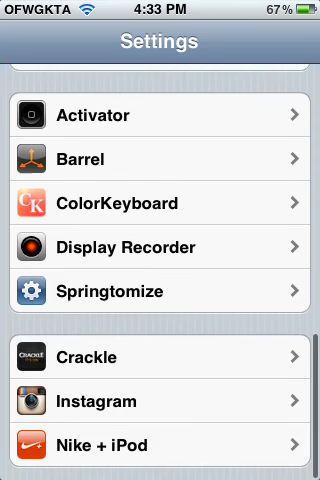 OFWGKTA 4:33 PM 67%
Settings
Activator
Barrel
CK ColorKeyboard
Display Recorder
Springtomize
CRACKLE Crackle
Instagram
Nike + iPod